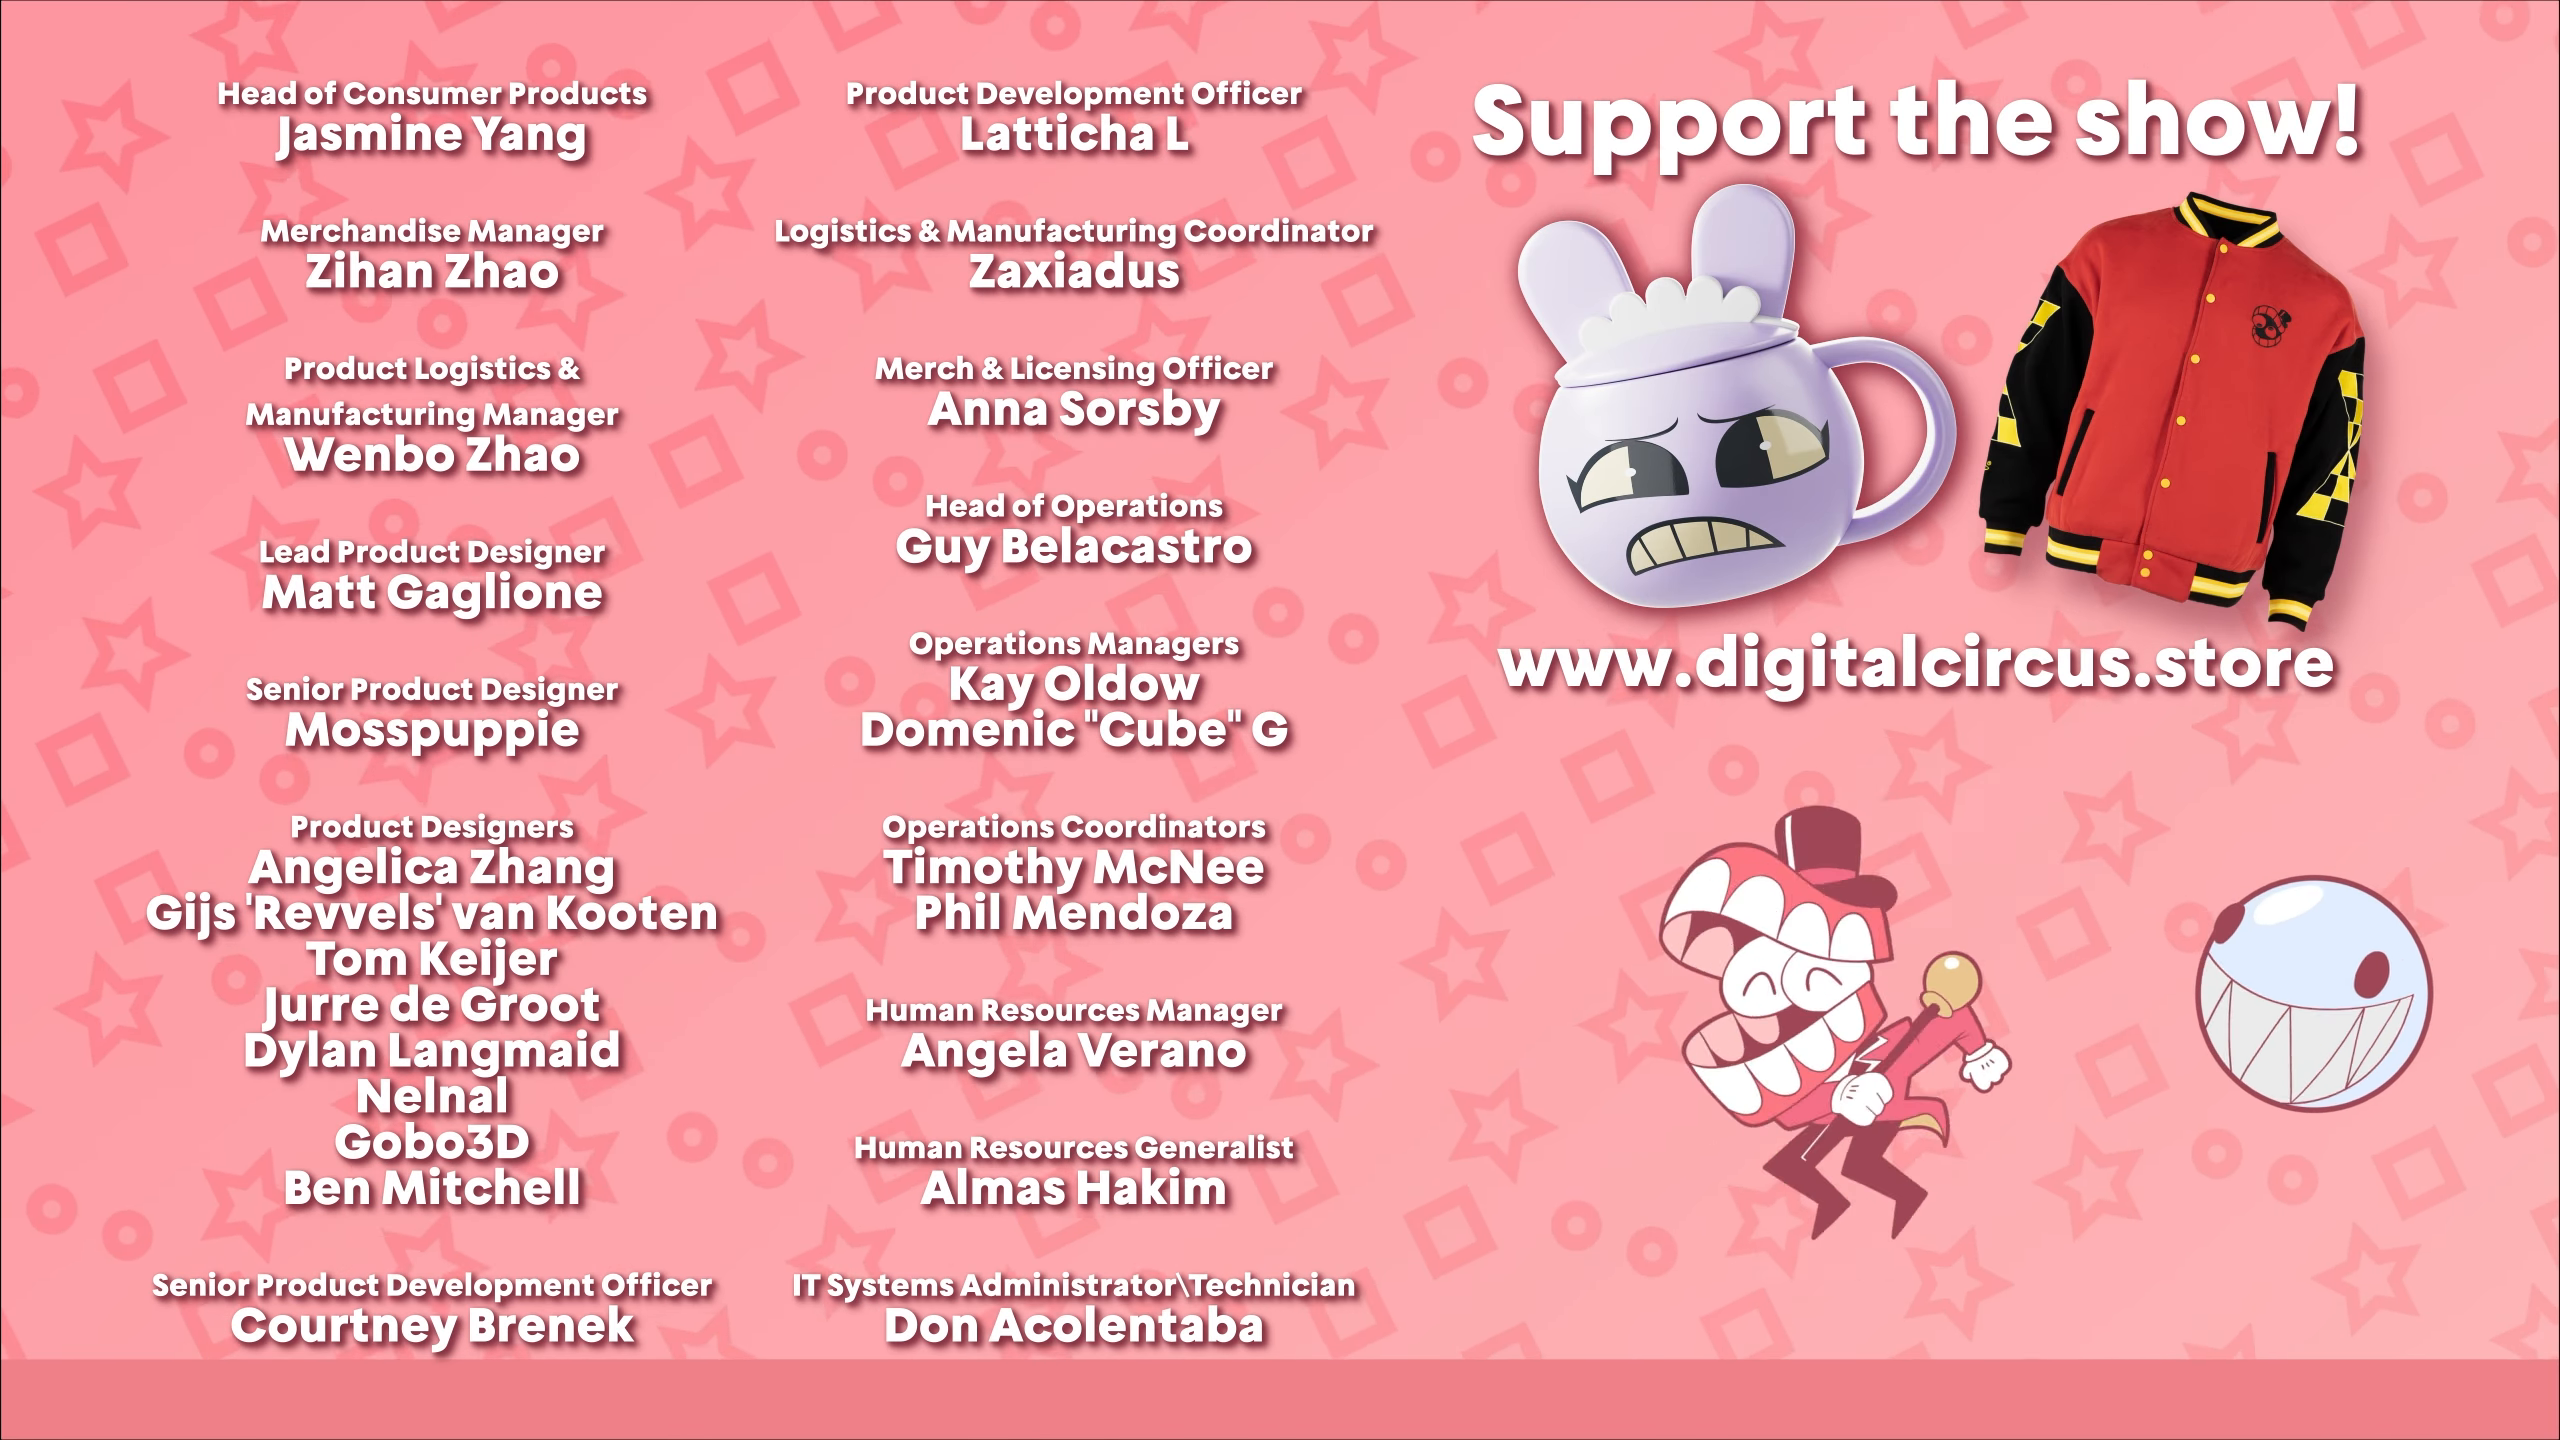 Head of Consumer Products
Jasmine Yang
Merchandise Manager
Zihan Zhao
Product Logistics &
Manufacturing Manager
Wenbo Zhao
Lead Product Designer
Matt Gaglione
Senior Product Designer
Mosspuppie
Product Designers
Angelica Zhang
Gijs 'Revvels' van Kooten
Tom Keijer
Jurre de Groot
Dylan Langmaid
Nelnal
Gobo3D
Ben Mitchell
Senior Product Development Officer
Courtney Brenek
Product Development Officer
Latticha L
Logistics & Manufacturing Coordinator
Zaxiadus
Merch & Licensing Officer
Anna Sorsby
Head of Operations
Guy Belacastro
Operations Managers
Kay Oldow
Domenic "Cube" G
Operations Coordinators
Timothy McNee
Phil Mendoza
Human Resources Manager
Angela Verano
Human Resources Generalist
Almas Hakim
IT Systems Administrator\Technician
Don Acolentaba
Support the show!
www.digitalcircus.store